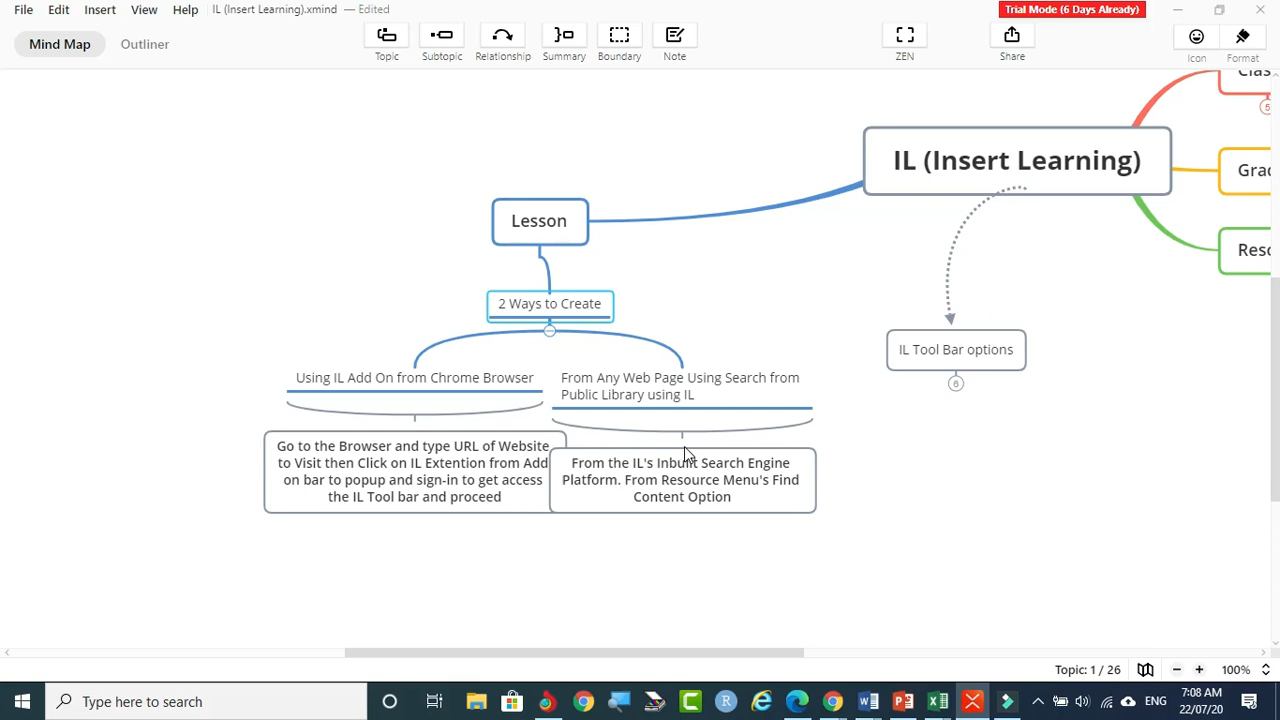 File Edit Insert View Help IL (Insert Learning).xmind — Edited
Trial Mode (6 Days Already)
Mind Map Outliner
Topic Subtopic Relationship Summary Boundary Note ZEN Share Icon Format
5
IL (Insert Learning)
Lesson
2 Ways to Create
IL Tool Bar options
6
Using IL Add On from Chrome Browser
From Any Web Page Using Search from
Public Library using IL
Go to the Browser and type URL of Website
to Visit then Click on IL Extention from Add
on bar to popup and sign-in to get access
the IL Tool bar and proceed
From the IL's Inbuilt Search Engine
Platform. From Resource Menu's Find
Content Option
Topic: 1 / 26 100%
Type here to search
ENG
7:08 AM
22/07/20